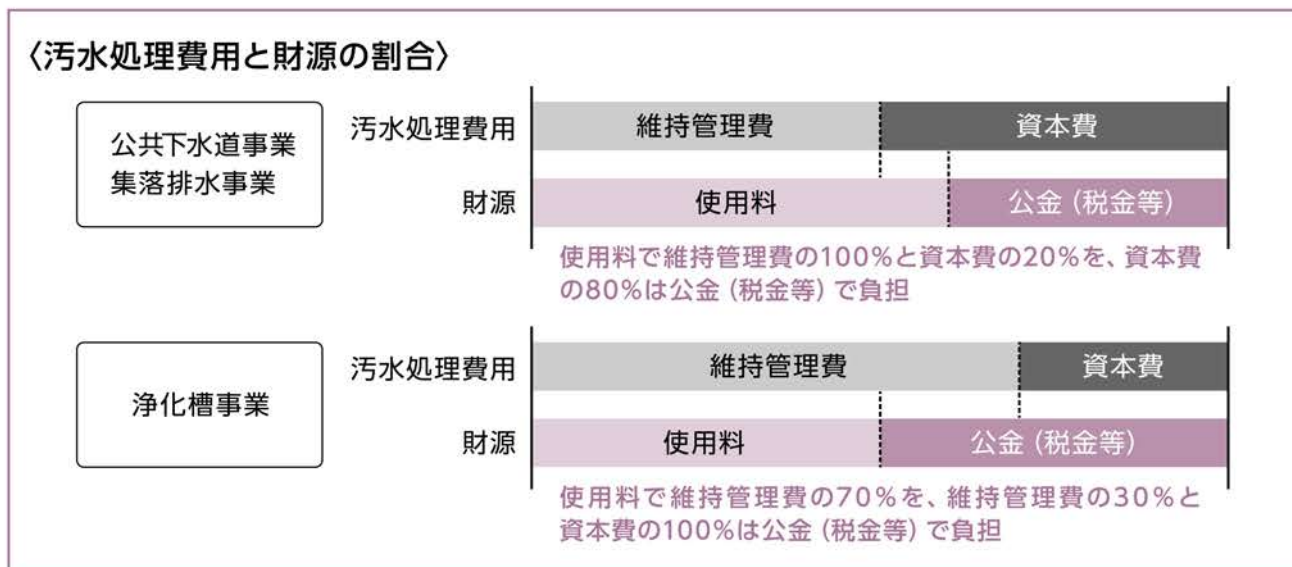 〈汚水処理費用と財源の割合〉
公共下水道事業
集落排水事業
汚水処理費用
維持管理費
資本費
財源
使用料
公金（税金等）
使用料で維持管理費の100%と資本費の20%を、資本費
の80%は公金（税金等）で負担
浄化槽事業
汚水処理費用
維持管理費
資本費
財源
使用料
公金（税金等）
使用料で維持管理費の70%を、維持管理費の30%と
資本費の100%は公金（税金等）で負担